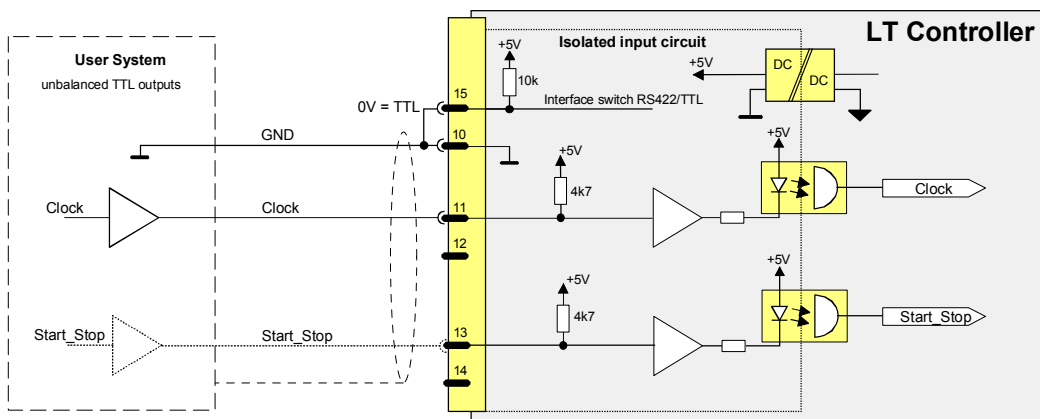 LT Controller
User System
unbalanced TTL outputs
Isolated input circuit
+5V
10k
+5V
DC
DC
15
0V = TTL
Interface switch RS422/TTL
GND
10
+5V
4k7
+5V
Clock
Clock
Clock
11
12
+5V
4k7
+5V
Start_Stop
Start_Stop
Start_Stop
13
14